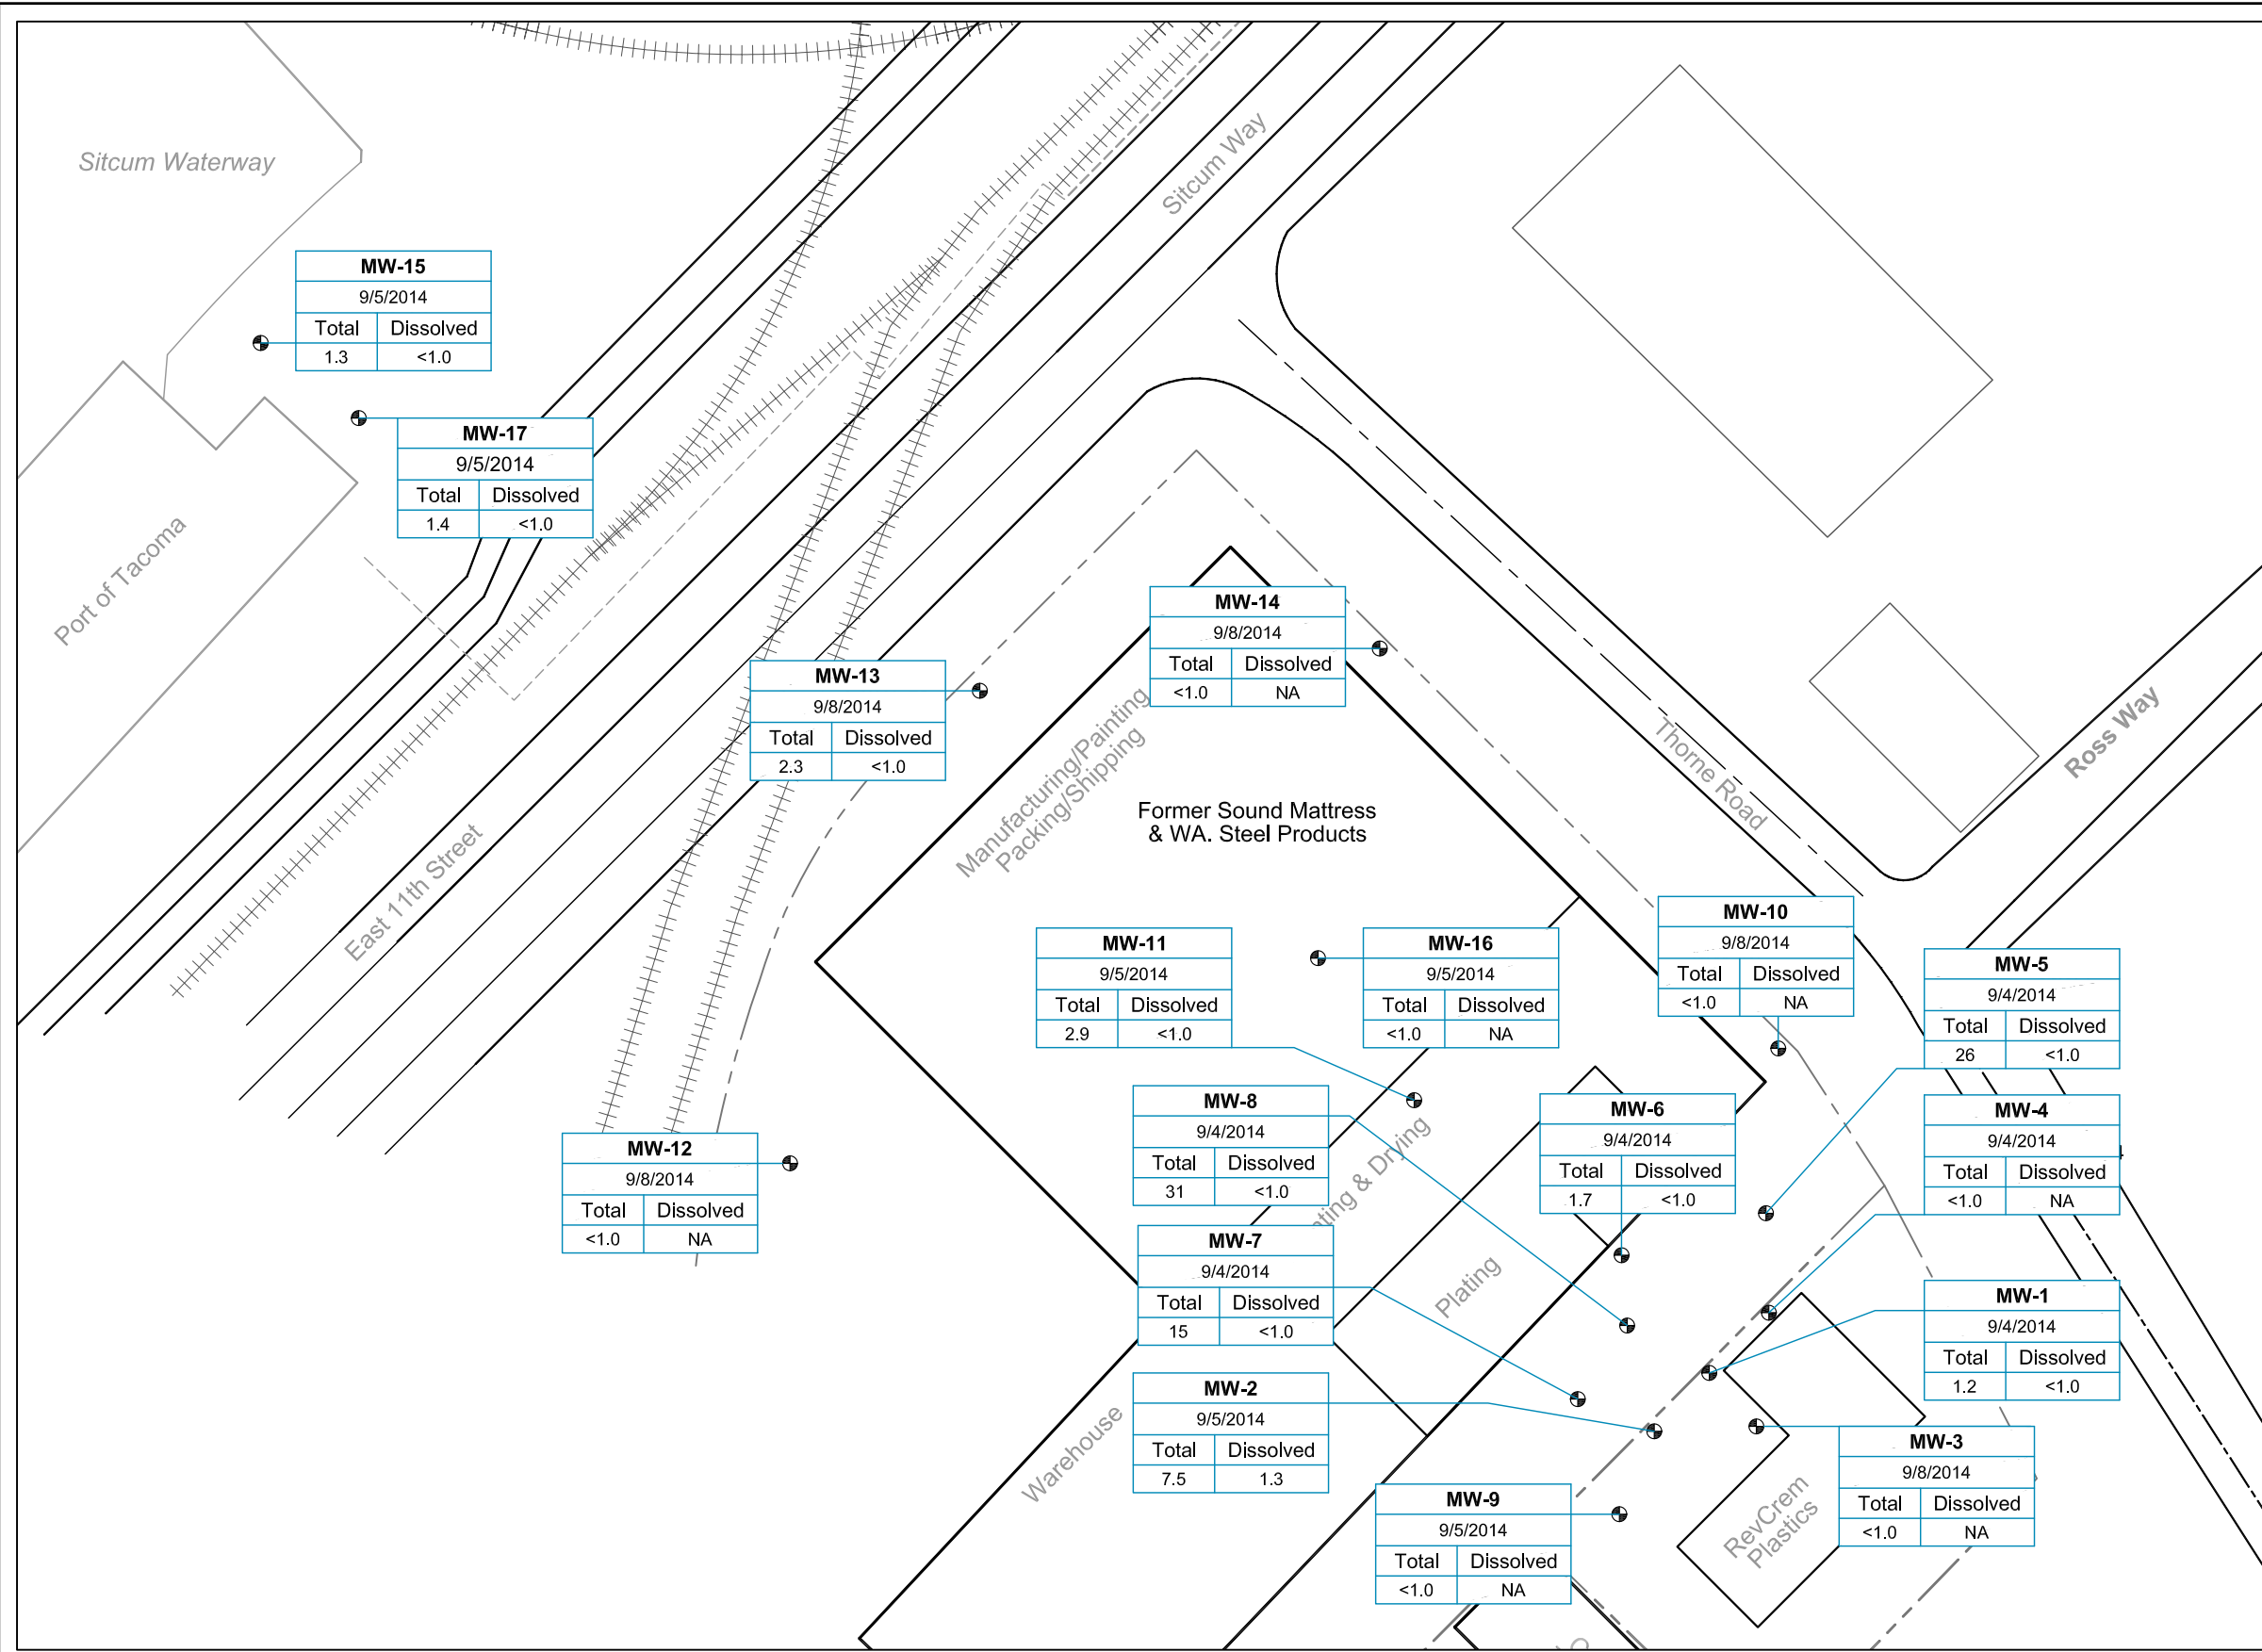 Sitcum Waterway
Sitcum Way
MW-15
9/5/2014
Total Dissolved
1.3 <1.0
MW-17
9/5/2014
Total Dissolved
1.4 <1.0
Port of Tacoma
MW-14
9/8/2014
Total Dissolved
<1.0 NA
MW-13
9/8/2014
Total Dissolved
2.3 <1.0
Manufacturing/Painting
Packing/Shipping
Former Sound Mattress
& WA. Steel Products
Thorne Road
Ross Way
East 11th Street
MW-10
9/8/2014
Total Dissolved
<1.0 NA
MW-11
9/5/2014
Total Dissolved
2.9 <1.0
MW-16
9/5/2014
Total Dissolved
<1.0 NA
MW-5
9/4/2014
Total Dissolved
26 <1.0
MW-8
9/4/2014
Total Dissolved
31 <1.0
MW-6
9/4/2014
Total Dissolved
1.7 <1.0
MW-4
9/4/2014
Total Dissolved
<1.0 NA
MW-12
9/8/2014
Total Dissolved
<1.0 NA
& Drying
MW-7
9/4/2014
Total Dissolved
15 <1.0
Plating
MW-1
9/4/2014
Total Dissolved
1.2 <1.0
MW-2
9/5/2014
Total Dissolved
7.5 1.3
Warehouse
MW-3
9/8/2014
Total Dissolved
<1.0 NA
MW-9
9/5/2014
Total Dissolved
<1.0 NA
RevCrem
Plastics